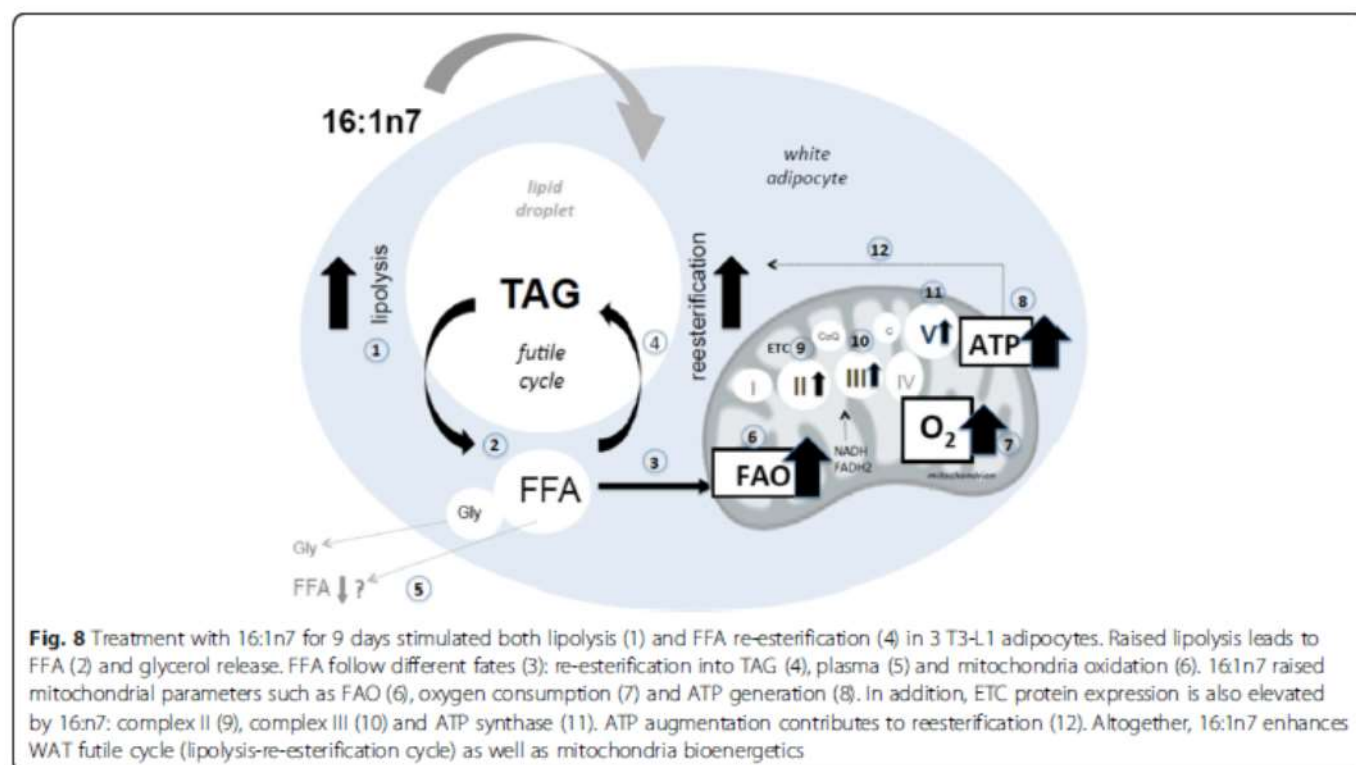 16:1n7
white
adipocyte
lipid
droplet
lipolysis
1
TAG
futile
cycle
4
reesterification
12
11
8
V
ATP
ETC
9
CoQ
10
c
I
II
III
IV
O2
7
6
FAO
NADH
FADH2
mitochondrion
2
3
FFA
Gly
Gly
FFA ?
5
Fig. 8 Treatment with 16:1n7 for 9 days stimulated both lipolysis (1) and FFA re-esterification (4) in 3 T3-L1 adipocytes. Raised lipolysis leads to
FFA (2) and glycerol release. FFA follow different fates (3): re-esterification into TAG (4), plasma (5) and mitochondria oxidation (6). 16:1n7 raised
mitochondrial parameters such as FAO (6), oxygen consumption (7) and ATP generation (8). In addition, ETC protein expression is also elevated
by 16:n7: complex II (9), complex III (10) and ATP synthase (11). ATP augmentation contributes to reesterification (12). Altogether, 16:1n7 enhances
WAT futile cycle (lipolysis-re-esterification cycle) as well as mitochondria bioenergetics